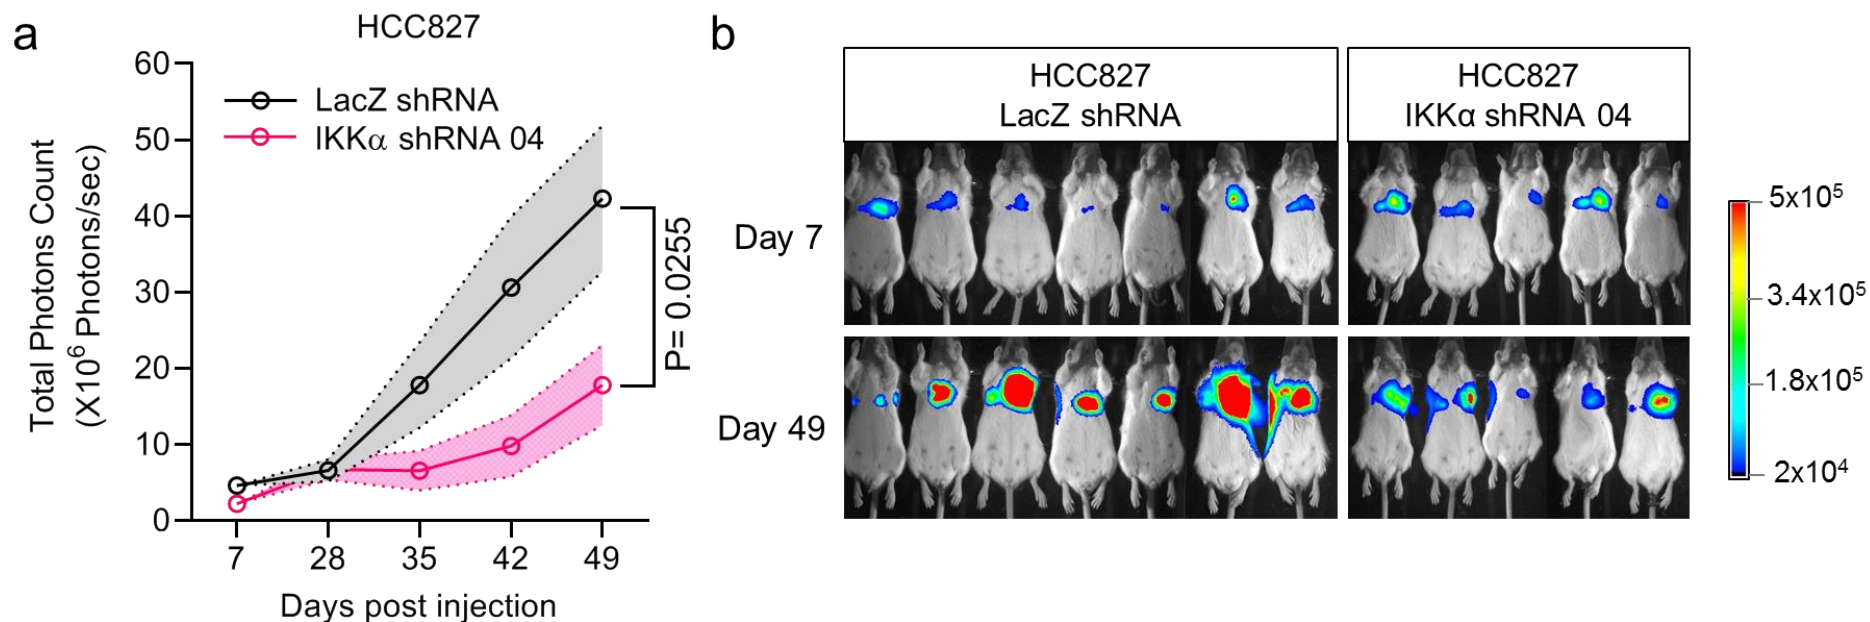 a
HCC827
60
50
40
30
20
10
0
Total Photons Count
(X10⁶ Photons/sec)
LacZ shRNA
IKKα shRNA 04
P= 0.0255
7 28 35 42 49
Days post injection
b
HCC827
LacZ shRNA
HCC827
IKKα shRNA 04
Day 7
Day 49
5x10⁵
3.4x10⁵
1.8x10⁵
2x10⁴